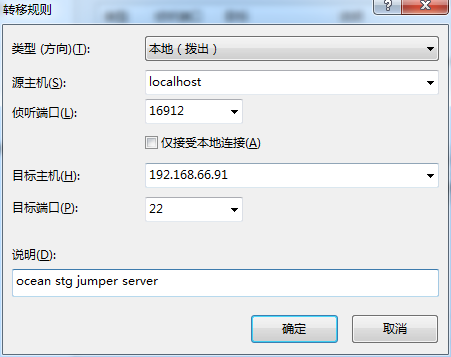 转移规则
类型 (方向)(T): 本地（拨出）
源主机(S): localhost
侦听端口(L): 16912
仅接受本地连接(A)
目标主机(H): 192.168.66.91
目标端口(P): 22
说明(D):
ocean stg jumper server
确定 取消